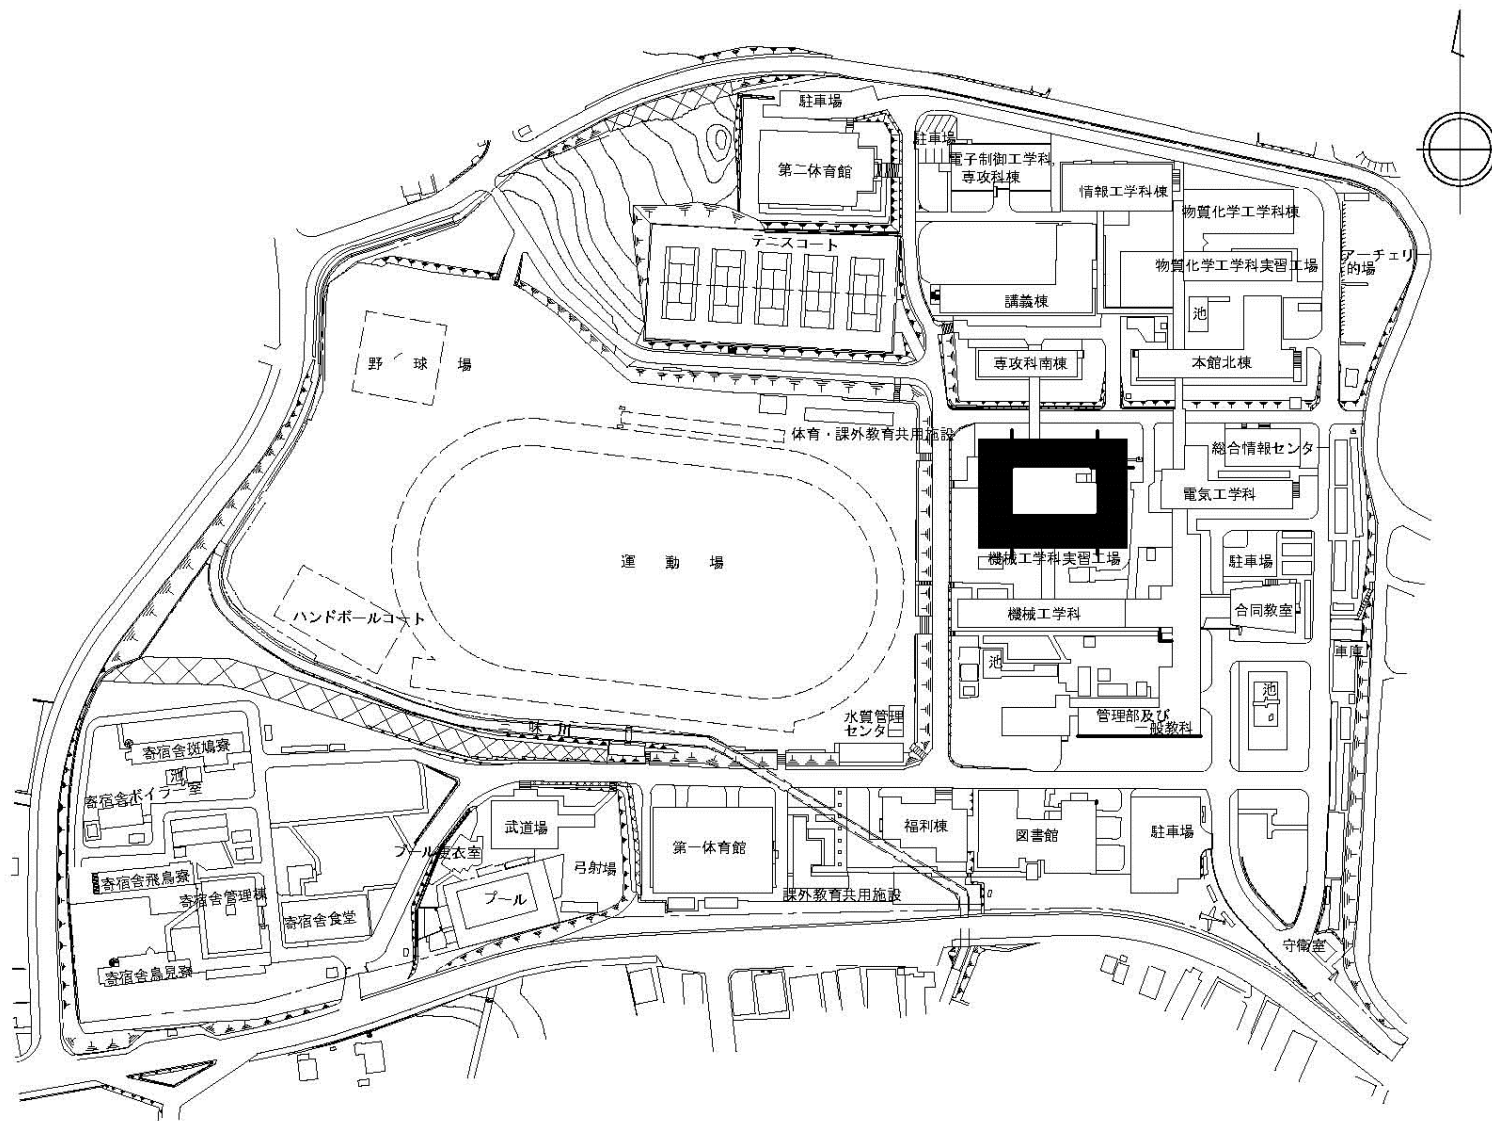 駐車場
駐車場
第二体育館
電子制御工学科,
専攻科棟
情報工学科棟
物質化学工学科棟
テニスコート
物質化学工学科実習工場
アーチェリー
的場
講義棟
池
野球場
専攻科南棟
本館北棟
体育・課外教育共用施設
総合情報センター
電気工学科
運動場
機械工学科実習工場
駐車場
ハンドボールコート
機械工学科
合同教室
車庫
池
池
水質管理
センター
管理部及び
一般教科
寄宿舎斑鳩寮
池
寄宿舎ボイラー室
武道場
福利棟
図書館
駐車場
第一体育館
プール更衣室
弓射場
寄宿舎飛鳥寮
寄宿舎管理棟
プール
課外教育共用施設
寄宿舎食堂
守衛室
寄宿舎鳥見寮